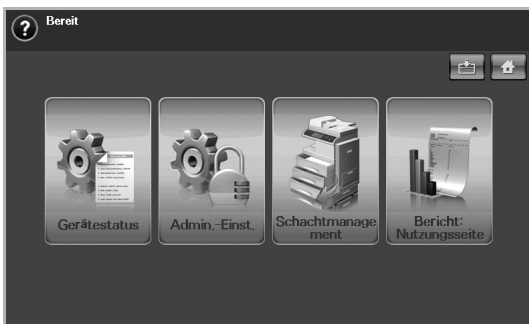 Bereit
Gerätestatus
Admin.-Einst.
Schachtmanage
ment
Bericht:
Nutzungsseite